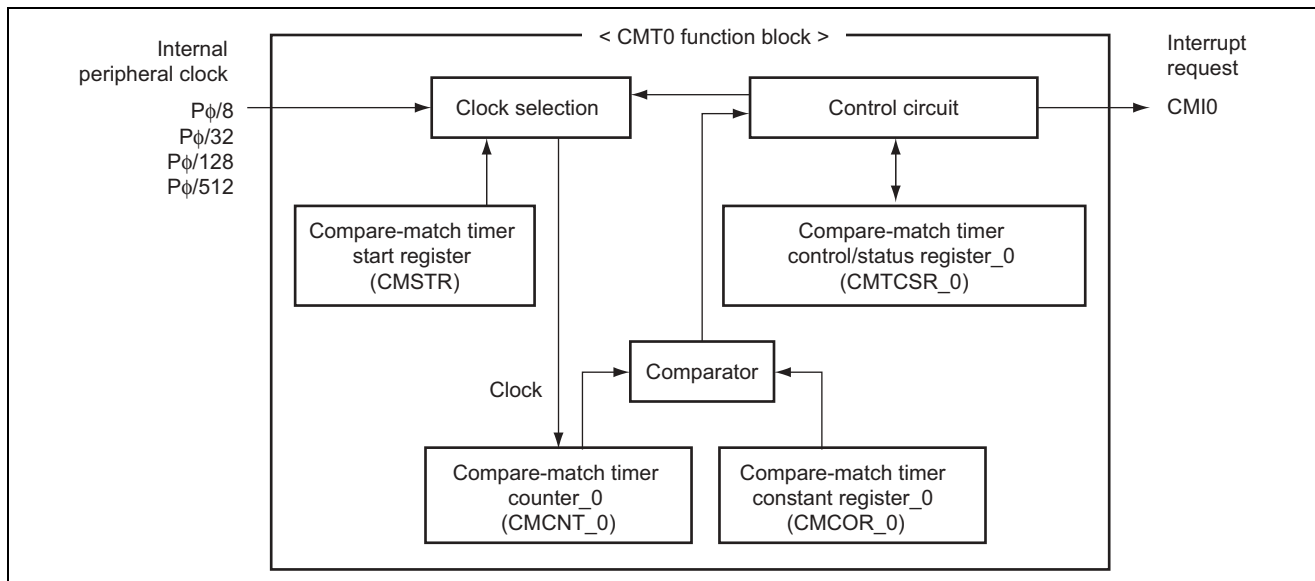 < CMT0 function block >
Internal
peripheral clock
Pϕ/8
Pϕ/32
Pϕ/128
Pϕ/512
Clock selection
Control circuit
Interrupt
request
CMI0
Compare-match timer
start register
(CMSTR)
Compare-match timer
control/status register_0
(CMTCSR_0)
Comparator
Clock
Compare-match timer
counter_0
(CMCNT_0)
Compare-match timer
constant register_0
(CMCOR_0)